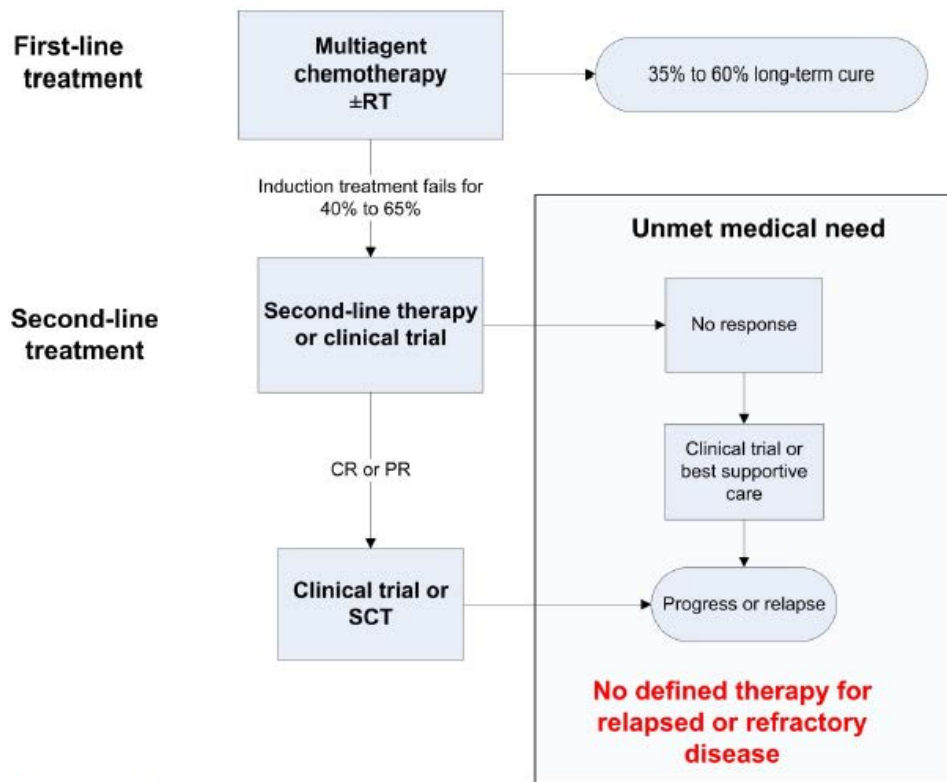 First-line
treatment
Multiagent
chemotherapy
±RT
35% to 60% long-term cure
Induction treatment fails for
40% to 65%
Unmet medical need
Second-line
treatment
Second-line therapy
or clinical trial
No response
Clinical trial or
best supportive
care
CR or PR
Clinical trial or
SCT
Progress or relapse
No defined therapy for
relapsed or refractory
disease